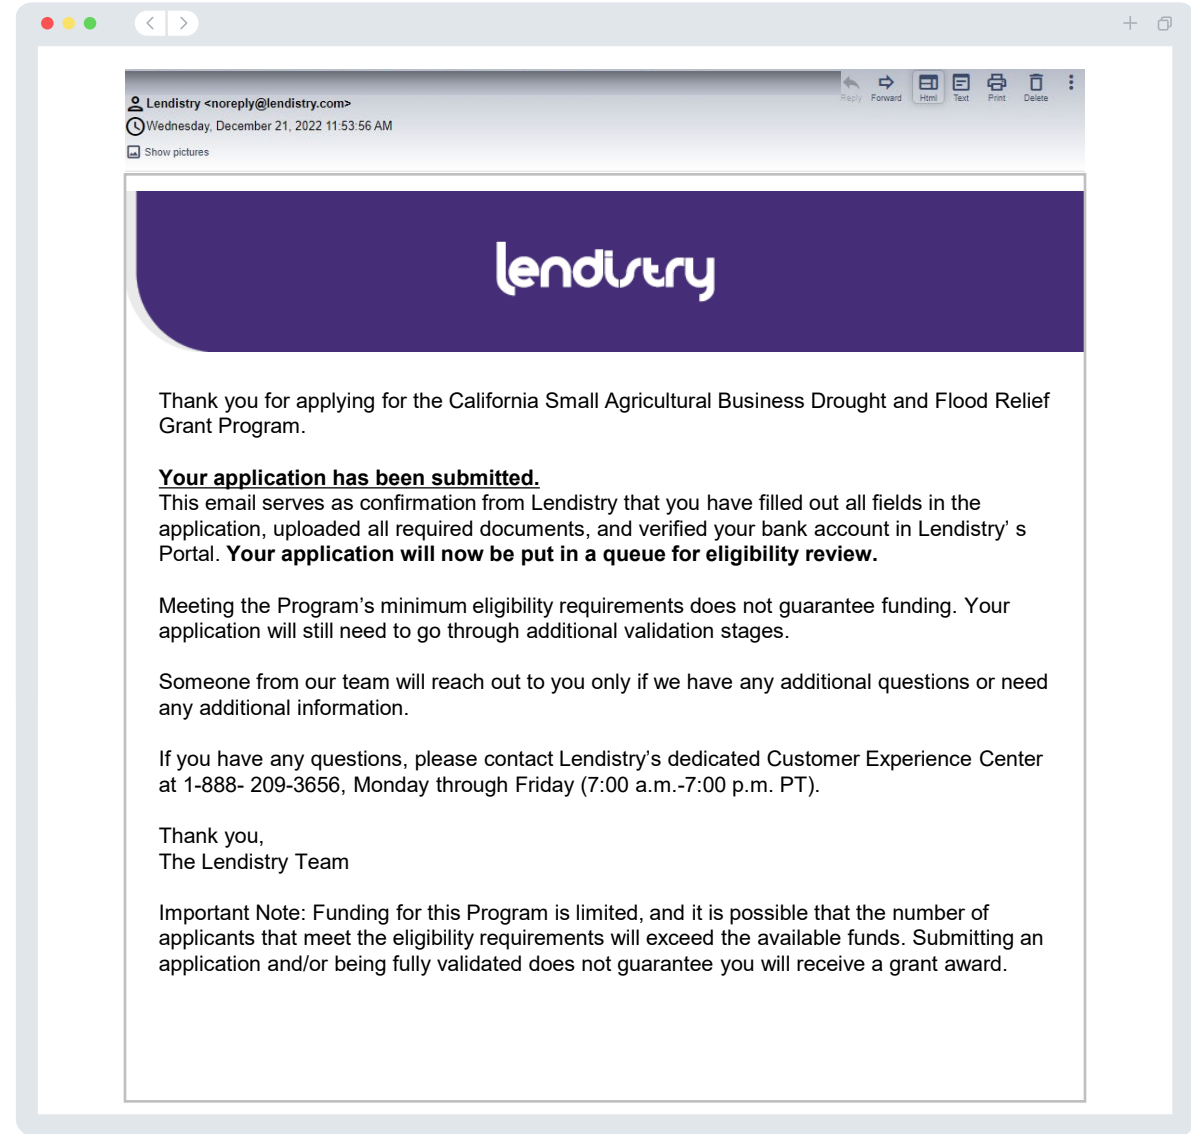 Lendistry <noreply@lendistry.com>
Wednesday, December 21, 2022 11:53:56 AM
Show pictures
Reply Forward Html Text Print Delete
lendistry
Thank you for applying for the California Small Agricultural Business Drought and Flood Relief
Grant Program.
Your application has been submitted.
This email serves as confirmation from Lendistry that you have filled out all fields in the
application, uploaded all required documents, and verified your bank account in Lendistry’ s
Portal. Your application will now be put in a queue for eligibility review.
Meeting the Program’s minimum eligibility requirements does not guarantee funding. Your
application will still need to go through additional validation stages.
Someone from our team will reach out to you only if we have any additional questions or need
any additional information.
If you have any questions, please contact Lendistry’s dedicated Customer Experience Center
at 1-888- 209-3656, Monday through Friday (7:00 a.m.-7:00 p.m. PT).
Thank you,
The Lendistry Team
Important Note: Funding for this Program is limited, and it is possible that the number of
applicants that meet the eligibility requirements will exceed the available funds. Submitting an
application and/or being fully validated does not guarantee you will receive a grant award.